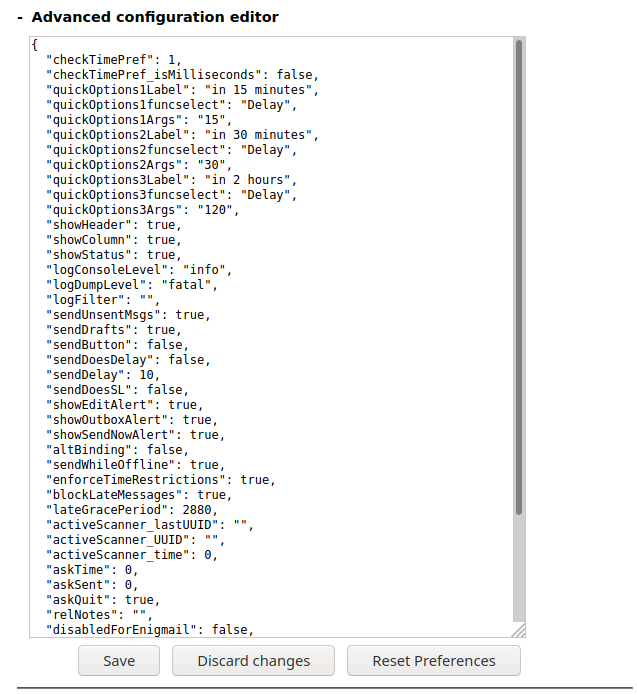 - Advanced configuration editor
{
  "checkTimePref": 1,
  "checkTimePref_isMilliseconds": false,
  "quickOptions1Label": "in 15 minutes",
  "quickOptions1funcselect": "Delay",
  "quickOptions1Args": "15",
  "quickOptions2Label": "in 30 minutes",
  "quickOptions2funcselect": "Delay",
  "quickOptions2Args": "30",
  "quickOptions3Label": "in 2 hours",
  "quickOptions3funcselect": "Delay",
  "quickOptions3Args": "120",
  "showHeader": true,
  "showColumn": true,
  "showStatus": true,
  "logConsoleLevel": "info",
  "logDumpLevel": "fatal",
  "logFilter": "",
  "sendUnsentMsgs": true,
  "sendDrafts": true,
  "sendButton": false,
  "sendDoesDelay": false,
  "sendDelay": 10,
  "sendDoesSL": false,
  "showEditAlert": true,
  "showOutboxAlert": true,
  "showSendNowAlert": true,
  "altBinding": false,
  "sendWhileOffline": true,
  "enforceTimeRestrictions": true,
  "blockLateMessages": true,
  "lateGracePeriod": 2880,
  "activeScanner_lastUUID": "",
  "activeScanner_UUID": "",
  "activeScanner_time": 0,
  "askTime": 0,
  "askSent": 0,
  "askQuit": true,
  "relNotes": "",
  "disabledForEnigmail": false,
Save Discard changes Reset Preferences